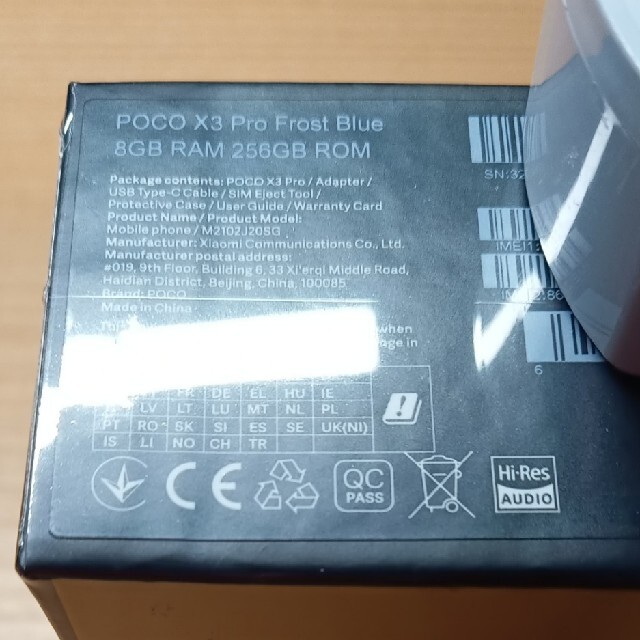 POCO X3 Pro Frost Blue
8GB RAM 256GB ROM
Package contents: POCO X3 Pro / Adapter /
USB Type-C Cable / SIM Eject Tool /
Protective Case / User Guide / Warranty Card
Product Name / Product Model:
Mobile phone / M2102J20SG
Manufacturer: Xiaomi Communications Co., Ltd.
Manufacturer postal address:
#019, 9th Floor, Building 6, 33 Xi'erqi Middle Road,
Haidian District, Beijing, China, 100085
Brand: POCO
Made in China
when
in
DE EL HU IE
LV LT LU MT NL PL
PT RO SK SI ES SE UK(NI)
IS LI NO CH TR
CE
QC
PASS
Hi-Res
AUDIO
SN:32
6